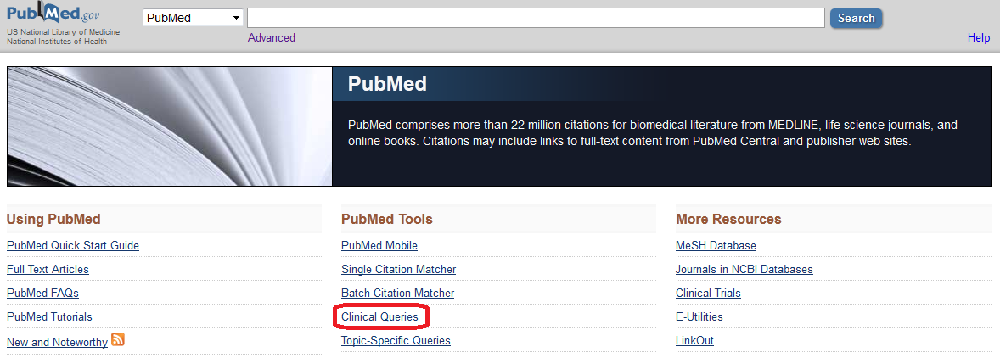 PubMed.gov
US National Library of Medicine
National Institutes of Health
PubMed
Search
Advanced
Help
PubMed
PubMed comprises more than 22 million citations for biomedical literature from MEDLINE, life science journals, and
online books. Citations may include links to full-text content from PubMed Central and publisher web sites.
Using PubMed
PubMed Quick Start Guide
Full Text Articles
PubMed FAQs
PubMed Tutorials
New and Noteworthy
PubMed Tools
PubMed Mobile
Single Citation Matcher
Batch Citation Matcher
Clinical Queries
Topic-Specific Queries
More Resources
MeSH Database
Journals in NCBI Databases
Clinical Trials
E-Utilities
LinkOut